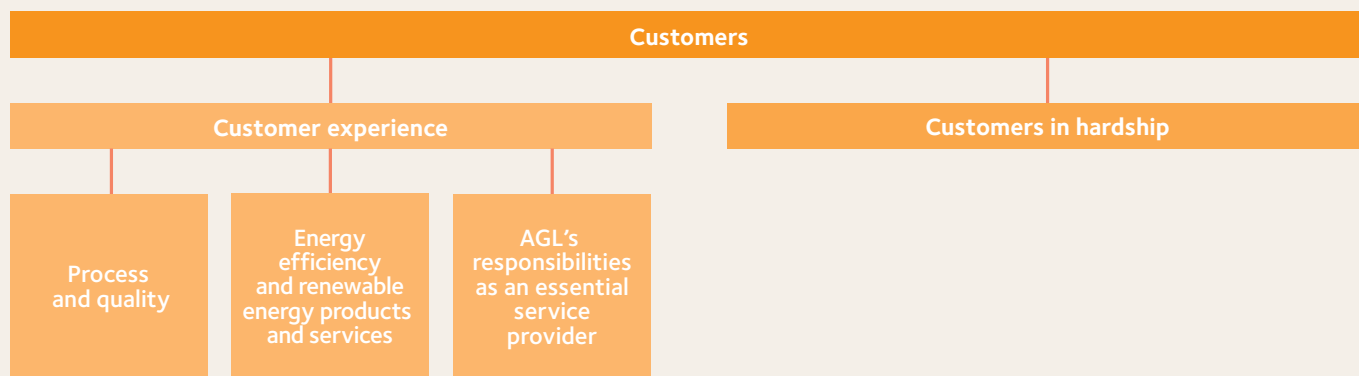 Customers
Customer experience
Customers in hardship
Process
and quality
Energy
efficiency
and renewable
energy products
and services
AGL’s
responsibilities
as an essential
service
provider